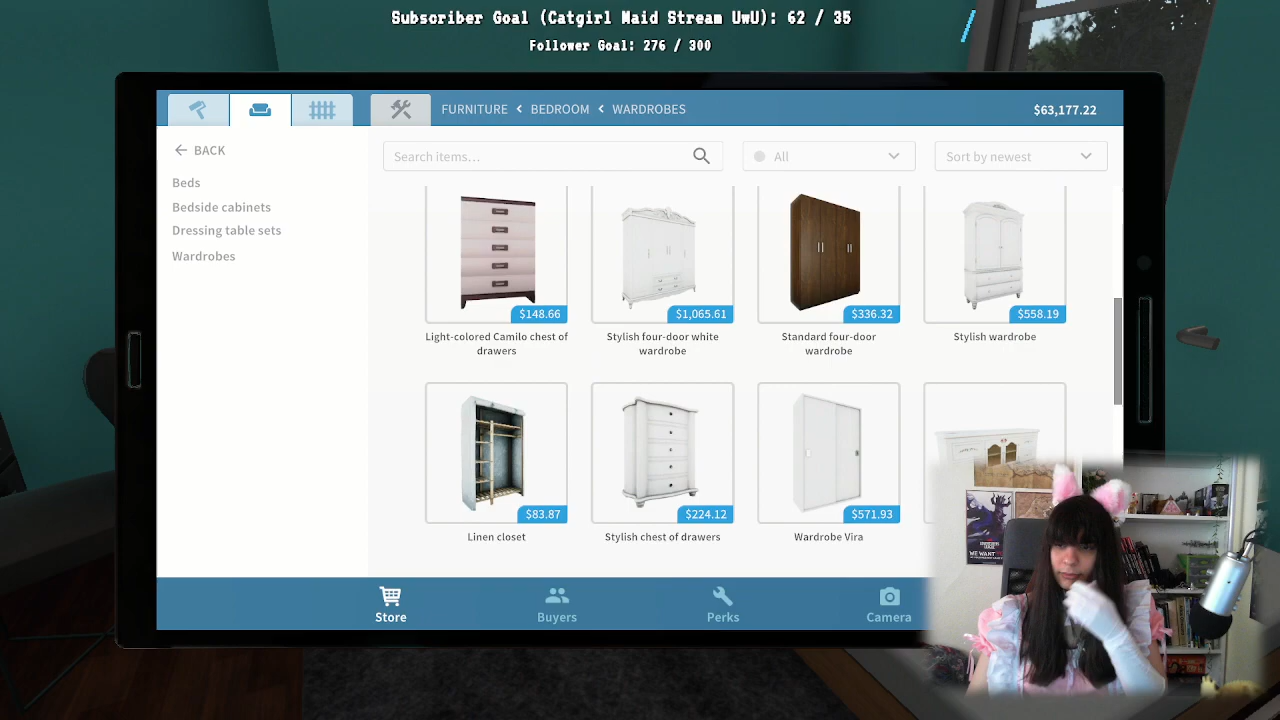 Subscriber Goal (Catgirl Maid Stream UwU): 62 / 35
Follower Goal: 276 / 300
FURNITURE < BEDROOM < WARDROBES
$63,177.22
BACK
Search items...
All
Sort by newest
Beds
Bedside cabinets
Dressing table sets
Wardrobes
$148.66
$1,065.61
$336.32
$558.19
Light-colored Camilo chest of drawers
Stylish four-door white wardrobe
Standard four-door wardrobe
Stylish wardrobe
$83.87
$224.12
$571.93
Linen closet
Stylish chest of drawers
Wardrobe Vira
WE WANT
Store
Buyers
Perks
Camera